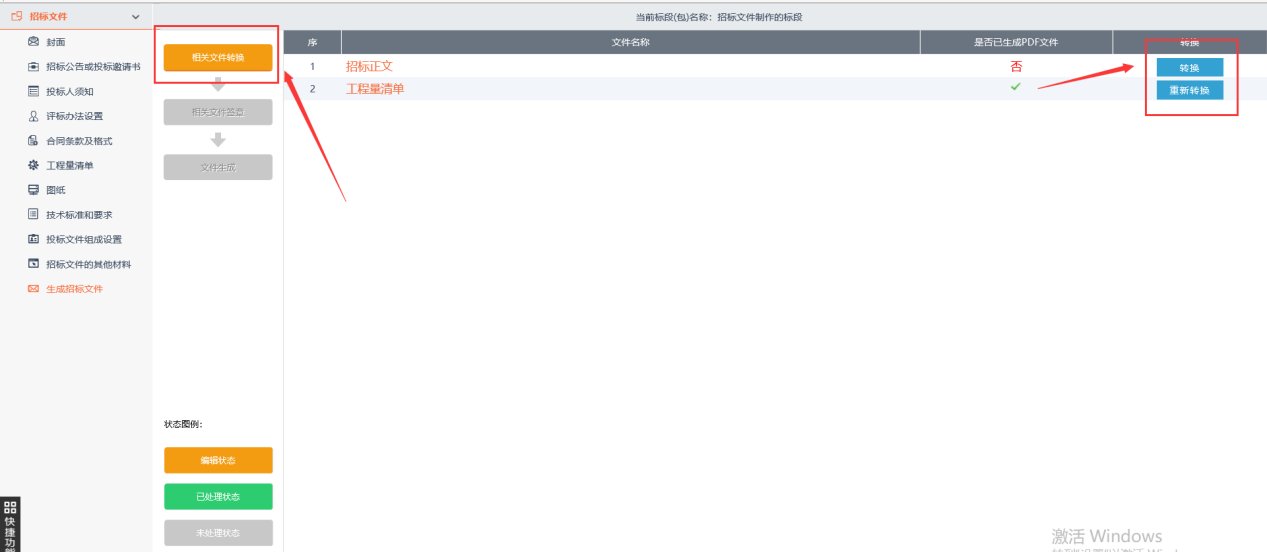 招标文件
当前标段(包)名称：招标文件制作的标段
封面
招标公告或投标邀请书
投标人须知
评标办法设置
合同条款及格式
工程量清单
图纸
技术标准和要求
投标文件组成设置
招标文件的其他材料
生成招标文件
相关文件转换
相关文件签章
文件生成
状态图例：
编辑状态
已处理状态
未处理状态
序 文件名称 是否已生成PDF文件 转换
1 招标正文 否 转换
2 工程量清单 重新转换
快捷功
激活 Windows